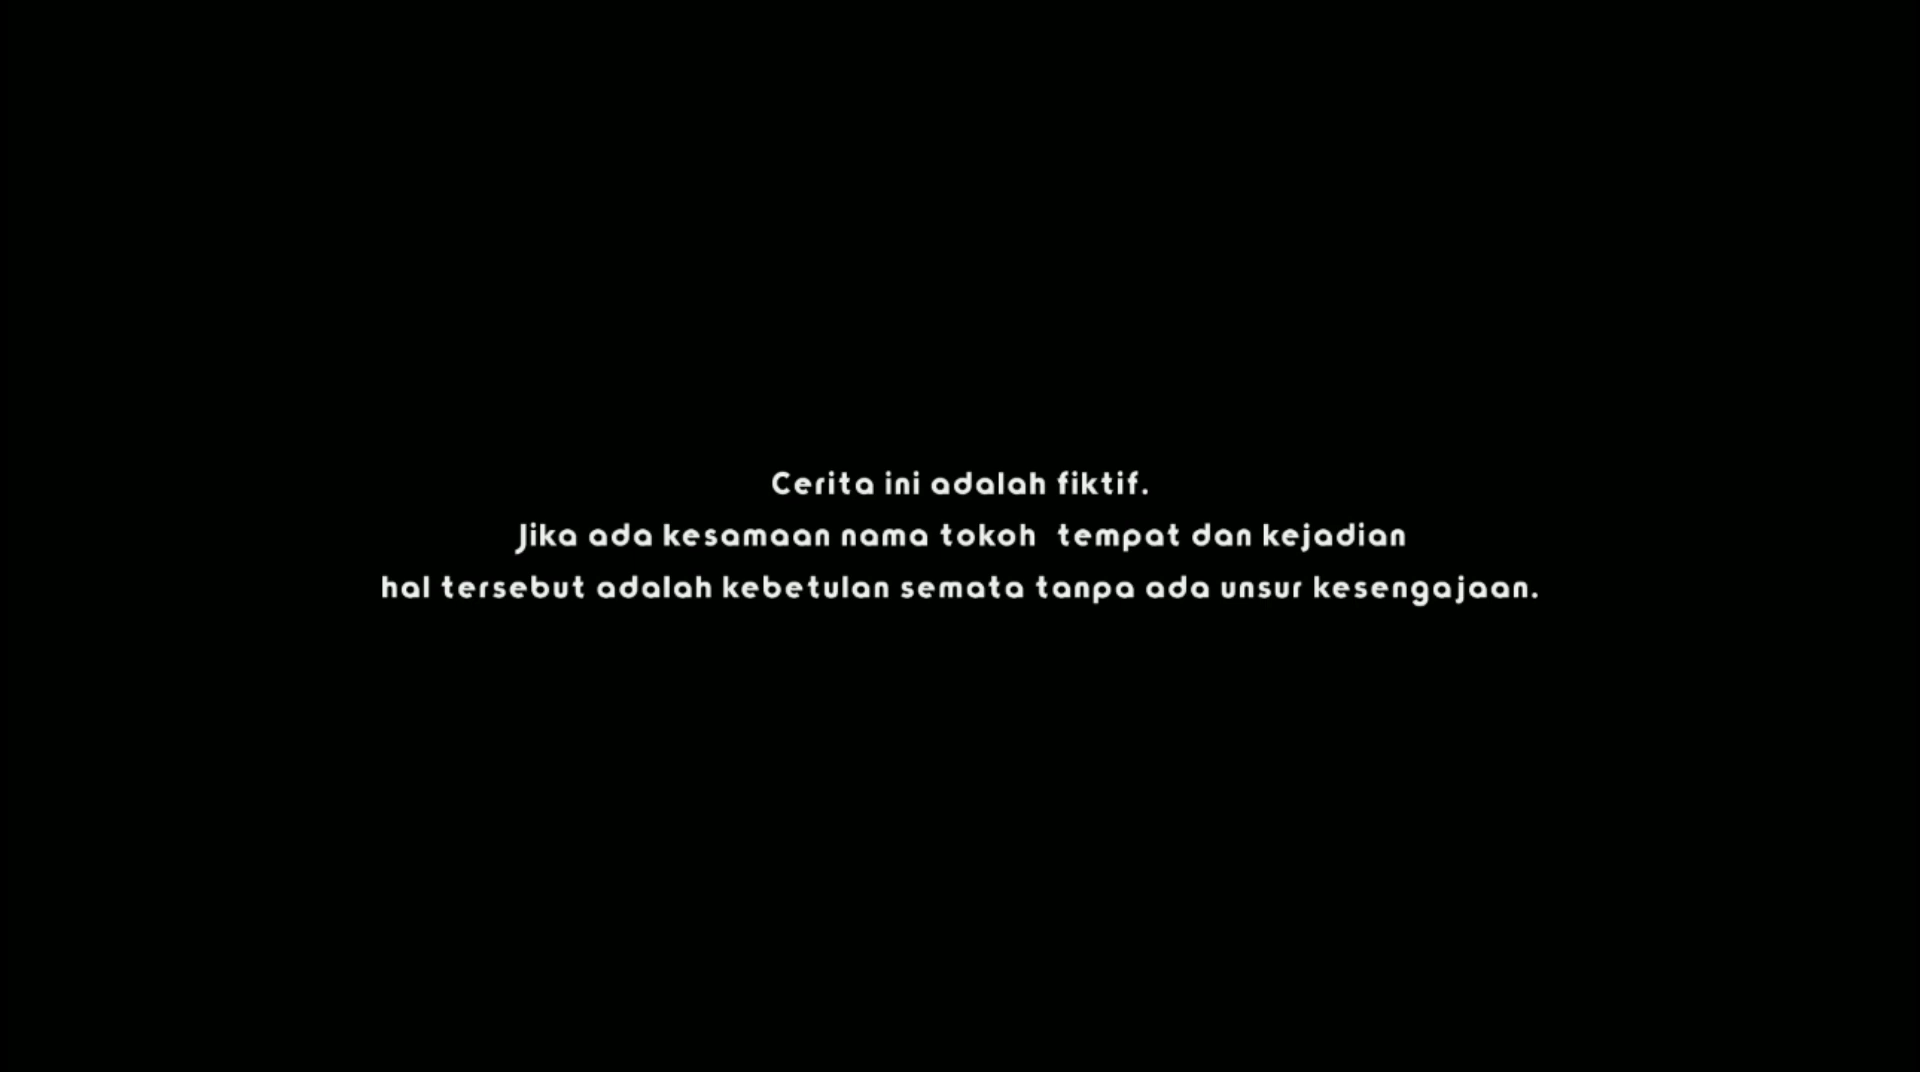 Cerita ini adalah fiktif.
Jika ada kesamaan nama tokoh  tempat dan kejadian
hal tersebut adalah kebetulan semata tanpa ada unsur kesengajaan.